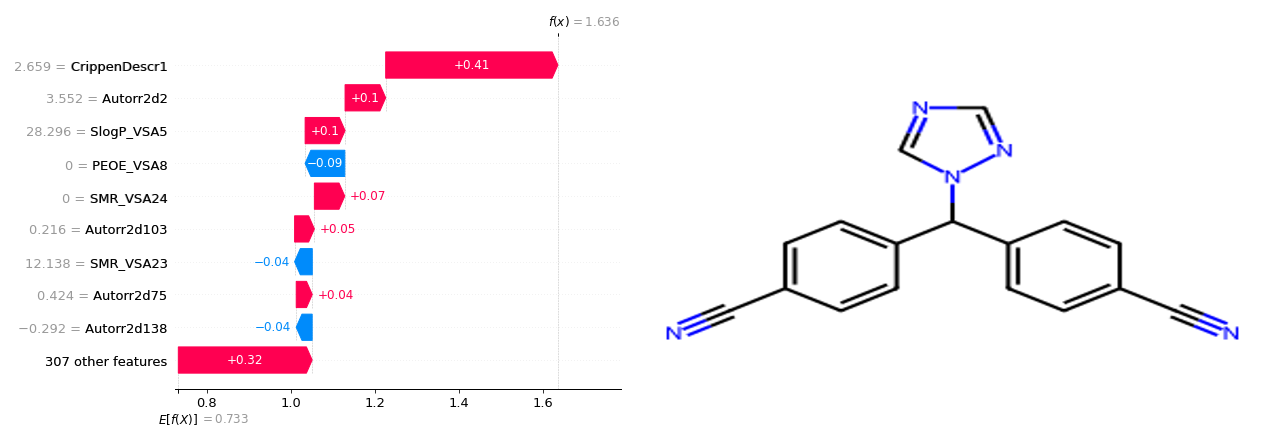 f(x) = 1.636
2.659 = CrippenDescr1
+0.41
3.552 = Autorr2d2
+0.1
28.296 = SlogP_VSA5
+0.1
0 = PEOE_VSA8
−0.09
0 = SMR_VSA24
+0.07
0.216 = Autorr2d103
+0.05
12.138 = SMR_VSA23
−0.04
0.424 = Autorr2d75
+0.04
−0.292 = Autorr2d138
−0.04
307 other features
+0.32
0.8 1.0 1.2 1.4 1.6
E[f(X)] = 0.733
N
N
N
N
N